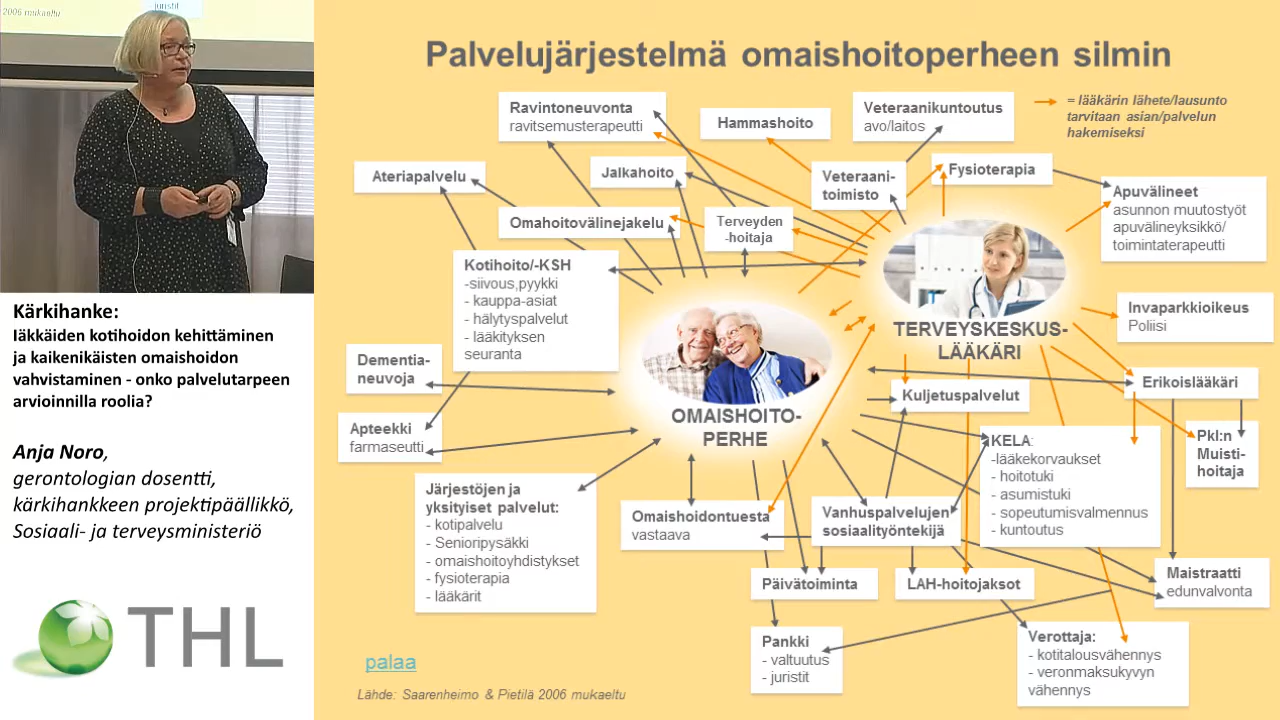 2006 mukaeltu
juristit
Kärkihanke:
Iäkkäiden kotihoidon kehittäminen
ja kaikenikäisten omaishoidon
vahvistaminen - onko palvelutarpeen
arvioinnilla roolia?
Anja Noro,
gerontologian dosentti,
kärkihankkeen projektipäällikkö,
Sosiaali- ja terveysministeriö
THL
Palvelujärjestelmä omaishoitoperheen silmin
Ravintoneuvonta
ravitsemusterapeutti
Hammashoito
Veteraanikuntoutus
avo/laitos
= lääkärin lähete/lausunto
tarvitaan asian/palvelun
hakemiseksi
Ateriapalvelu
Jalkahoito
Veteraani-
toimisto
Fysioterapia
Apuvälineet
asunnon muutostyöt
apuvälineyksikkö/
toimintaterapeutti
Omahoitovälinejakelu
Terveyden
-hoitaja
Kotihoito/-KSH
-siivous,pyykki
- kauppa-asiat
- hälytyspalvelut
- lääkityksen
seuranta
TERVEYSKESKUS-
LÄÄKÄRI
Invaparkkioikeus
Poliisi
Dementia-
neuvoja
Erikoislääkäri
Kuljetuspalvelut
OMAISHOITO-
PERHE
Apteekki
farmaseutti
KELA:
-lääkekorvaukset
- hoitotuki
- asumistuki
- sopeutumisvalmennus
- kuntoutus
Pkl:n
Muisti-
hoitaja
Järjestöjen ja
yksityiset palvelut:
- kotipalvelu
- Senioripysäkki
- omaishoitoyhdistykset
- fysioterapia
- lääkärit
Omaishoidontuesta
vastaava
Vanhuspalvelujen
sosiaalityöntekijä
Päivätoiminta
LAH-hoitojaksot
Maistraatti
edunvalvonta
Pankki
- valtuutus
- juristit
Verottaja:
- kotitalousvähennys
- veronmaksukyvyn
vähennys
palaa
Lähde: Saarenheimo & Pietilä 2006 mukaeltu